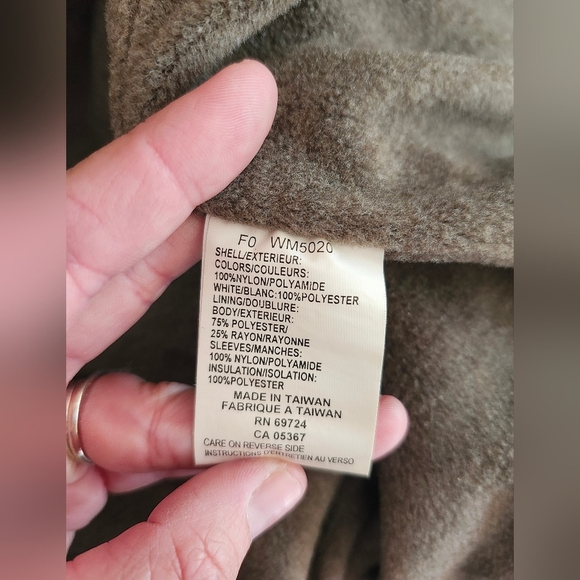 F0 WM5020
SHELL/EXTERIEUR:
COLORS/COULEURS:
100%NYLON/POLYAMIDE
WHITE/BLANC:100%POLYESTER
LINING/DOUBLURE:
BODY/EXTERIEUR:
75% POLYESTER/
25% RAYON/RAYONNE
SLEEVES/MANCHES:
100% NYLON/POLYAMIDE
INSULATION/ISOLATION:
100%POLYESTER
MADE IN TAIWAN
FABRIQUE A TAIWAN
RN 69724
CA 05367
CARE ON REVERSE SIDE
INSTRUCTIONS D'ENTRETIEN AU VERSO